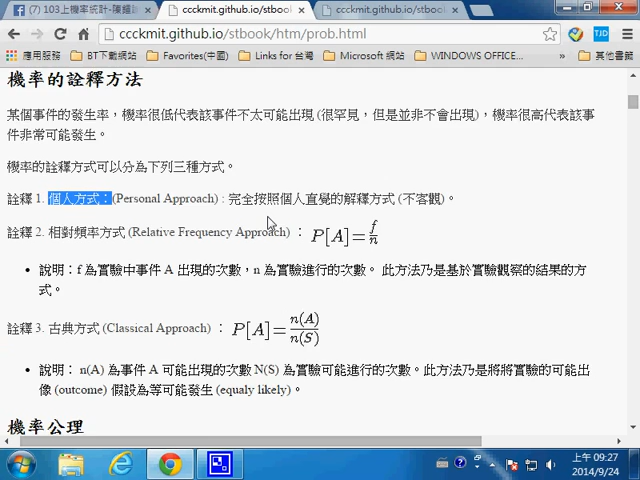 (7) 103上機率統計-陳鍾
ccckmit.github.io/stbook
ccckmit.github.io/stbook
ccckmit.github.io/stbook/htm/prob.html
應用服務
BT下載網站
Favorites(中國)
Links for 台灣
Microsoft 網站
WINDOWS OFFICE...
其他書籤
機率的詮釋方法
某個事件的發生率,機率很低代表該事件不太可能出現 (很罕見,但是並非不會出現),機率很高代表該事
件非常可能發生。
機率的詮釋方式可以分為下列三種方式。
詮釋 1. 個人方式:(Personal Approach) : 完全按照個人直覺的解釋方式 (不客觀)。
詮釋 2. 相對頻率方式 (Relative Frequency Approach) : P[A]=f/n
• 說明:f 為實驗中事件 A 出現的次數,n 為實驗進行的次數。 此方法乃是基於實驗觀察的結果的方
式。
詮釋 3. 古典方式 (Classical Approach) : P[A]=n(A)/n(S)
• 說明: n(A) 為事件 A 可能出現的次數 N(S) 為實驗可能進行的次數。此方法乃是將將實驗的可能出
像 (outcome) 假設為等可能發生 (equaly likely)。
機率公理
上午 09:27
2014/9/24